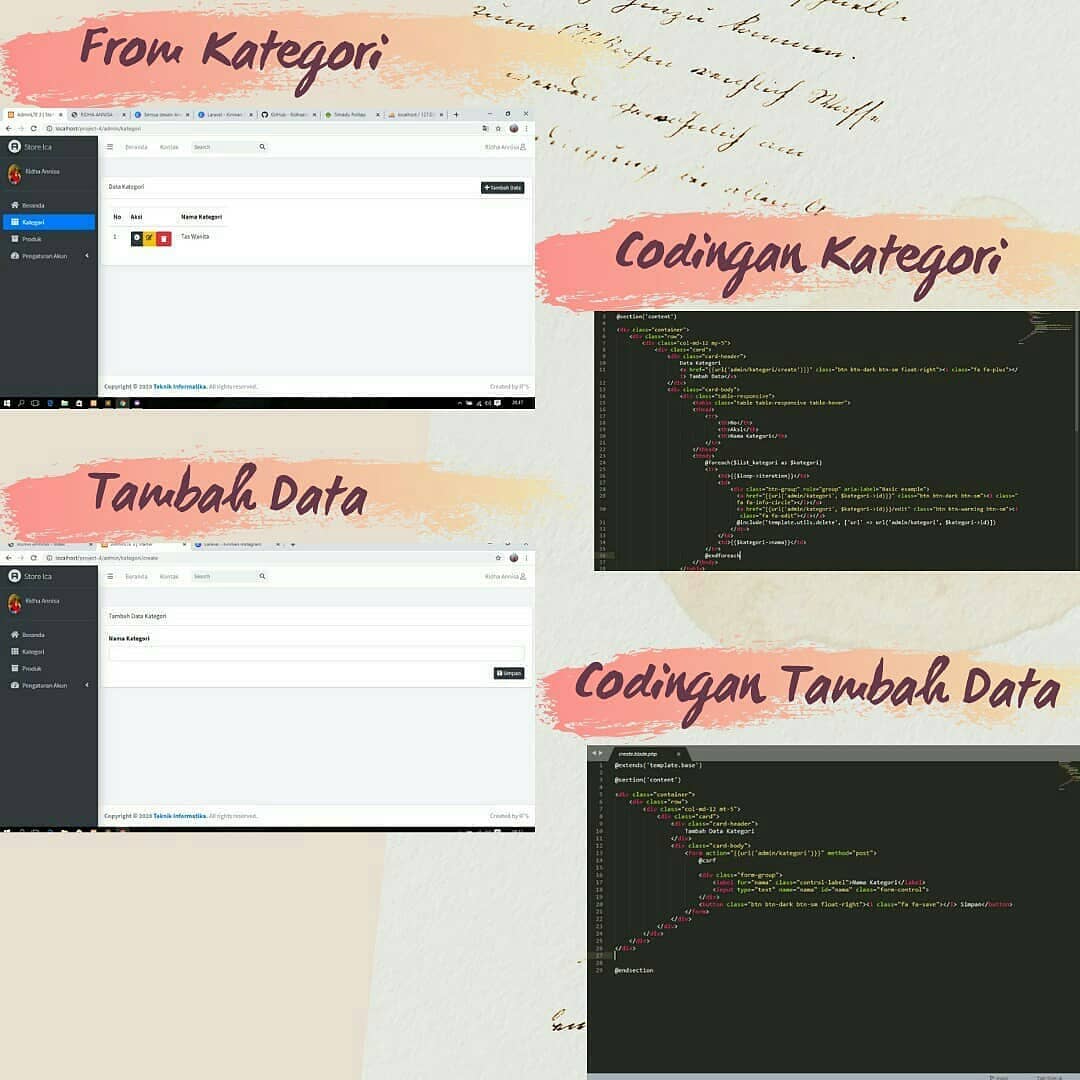 From Kategori
AdminLTE 3 | Star
RIDHA ANNISA
localhost/project-4/admin/kategori
Store Ica
Beranda
Kontak
Search
Ridha Annisa
Ridha Annisa
Data Kategori
Tambah Data
Beranda
Kategori
Produk
Pengaturan Akun
No
Aksi
Nama Kategori
1
Tas Wanita
Copyright © 2020 Teknik Informatika. All rights reserved.
Created by IF'5
20.17
Codingan Kategori
@section('content')
<div class="container">
<div class="row">
<div class="col-md-12 my-5">
<div class="card">
<div class="card-header">
Data Kategori
<a href="{{url('admin/kategori/create')}}" class="btn btn-dark btn-sm float-right"><i class="fa fa-plus"></
i> Tambah Data</a>
</div>
<div class="card-body">
<div class="table-responsive">
<table class="table table-responsive table-hover">
<thead>
<tr>
<th>No</th>
<th>Aksi</th>
<th>Nama Kategori</th>
</tr>
</thead>
<tbody>
@foreach($list_kategori as $kategori)
<tr>
<td>{{$loop->iteration}}</td>
<td>
<div class="btn-group" role="group" aria-label="Basic example">
<a href="{{url('admin/kategori', $kategori->id)}}" class="btn btn-dark btn-sm"><i class="
fa fa-info-circle"></i></a>
<a href="{{url('admin/kategori', $kategori->id)}}/edit" class="btn btn-warning btn-sm"><i
class="fa fa-edit"></i></a>
@include('template.utils.delete', ['url' => url('admin/kategori', $kategori->id)])
</div>
</td>
<td>{{$kategori->nama}}</td>
</tr>
@endforeach
</tbody>
</table>
Tambah Data
localhost/project-4/admin/kategori/create
Store Ica
Beranda
Kontak
Search
Ridha Annisa
Ridha Annisa
Tambah Data Kategori
Beranda
Kategori
Produk
Pengaturan Akun
Nama Kategori
Simpan
Copyright © 2020 Teknik Informatika. All rights reserved.
Created by IF'5
Codingan Tambah Data
create.blade.php
@extends('template.base')
@section('content')
<div class="container">
<div class="row">
<div class="col-md-12 mt-5">
<div class="card">
<div class="card-header">
Tambah Data Kategori
</div>
<div class="card-body">
<form action="{{url('admin/kategori')}}" method="post">
@csrf
<div class="form-group">
<label for="nama" class="control-label">Nama Kategori</label>
<input type="text" name="nama" id="nama" class="form-control">
</div>
<button class="btn btn-dark btn-sm float-right"><i class="fa fa-save"></i> Simpan</button>
</form>
</div>
</div>
</div>
</div>
</div>
@endsection